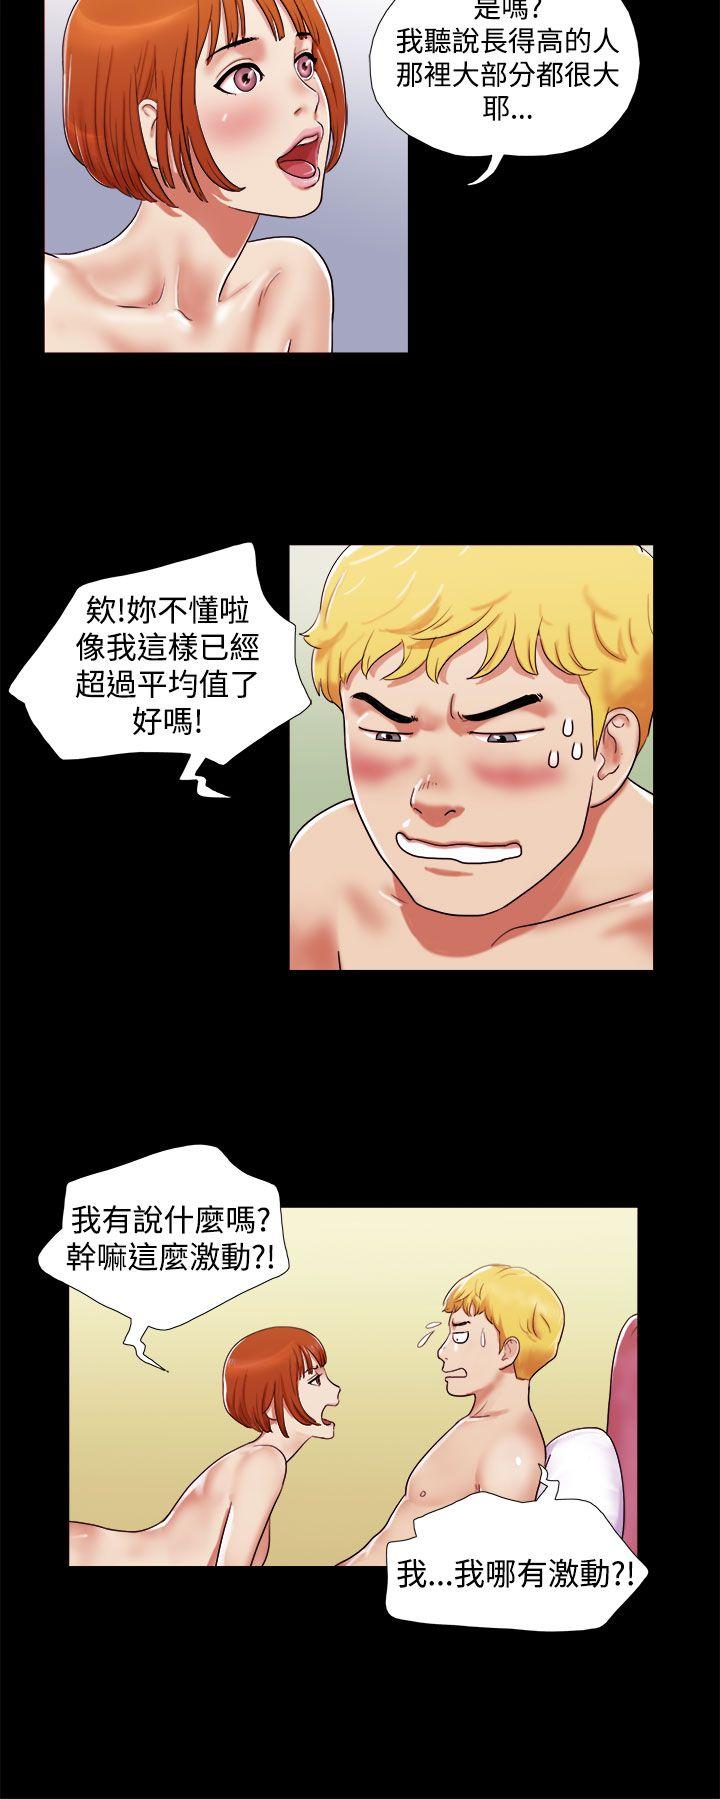 是嗎?
我聽說長得高的人
那裡大部分都很大
耶...
欸!妳不懂啦
像我這樣已經
超過平均值了
好嗎!
我有說什麼嗎?
幹嘛這麼激動?!
我...我哪有激動?!